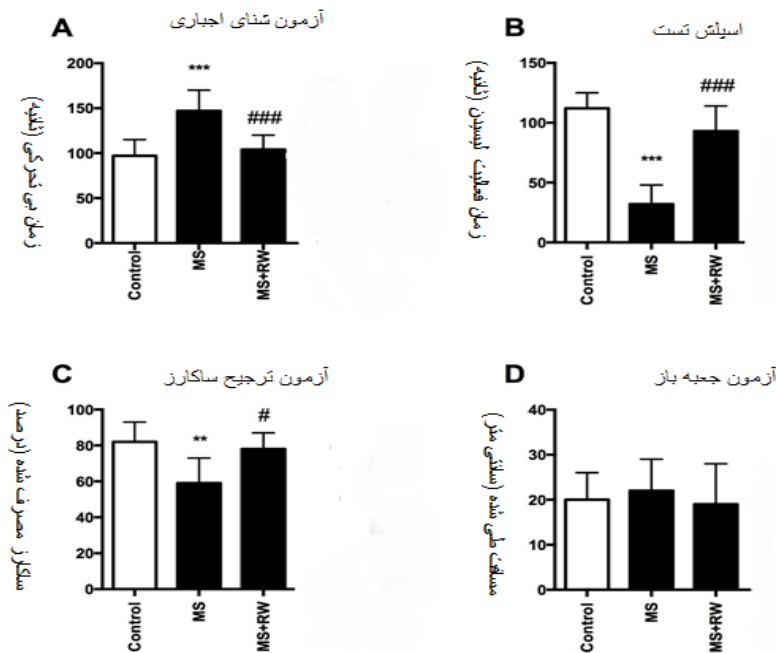 A
آزمون شنای اجباری
زمان بی تحرکی (ثانیه)
200
150
100
50
0
***
###
Control
MS
MS+RW
B
اسپلش تست
زمان فعالیت لیسیدن (ثانیه)
150
100
50
0
***
###
Control
MS
MS+RW
C
آزمون ترجیح ساکارز
ساکارز مصرف شده (درصد)
100
80
60
40
20
0
**
#
Control
MS
MS+RW
D
آزمون جعبه باز
مسافت طی شده (سانتی متر)
40
30
20
10
0
Control
MS
MS+RW